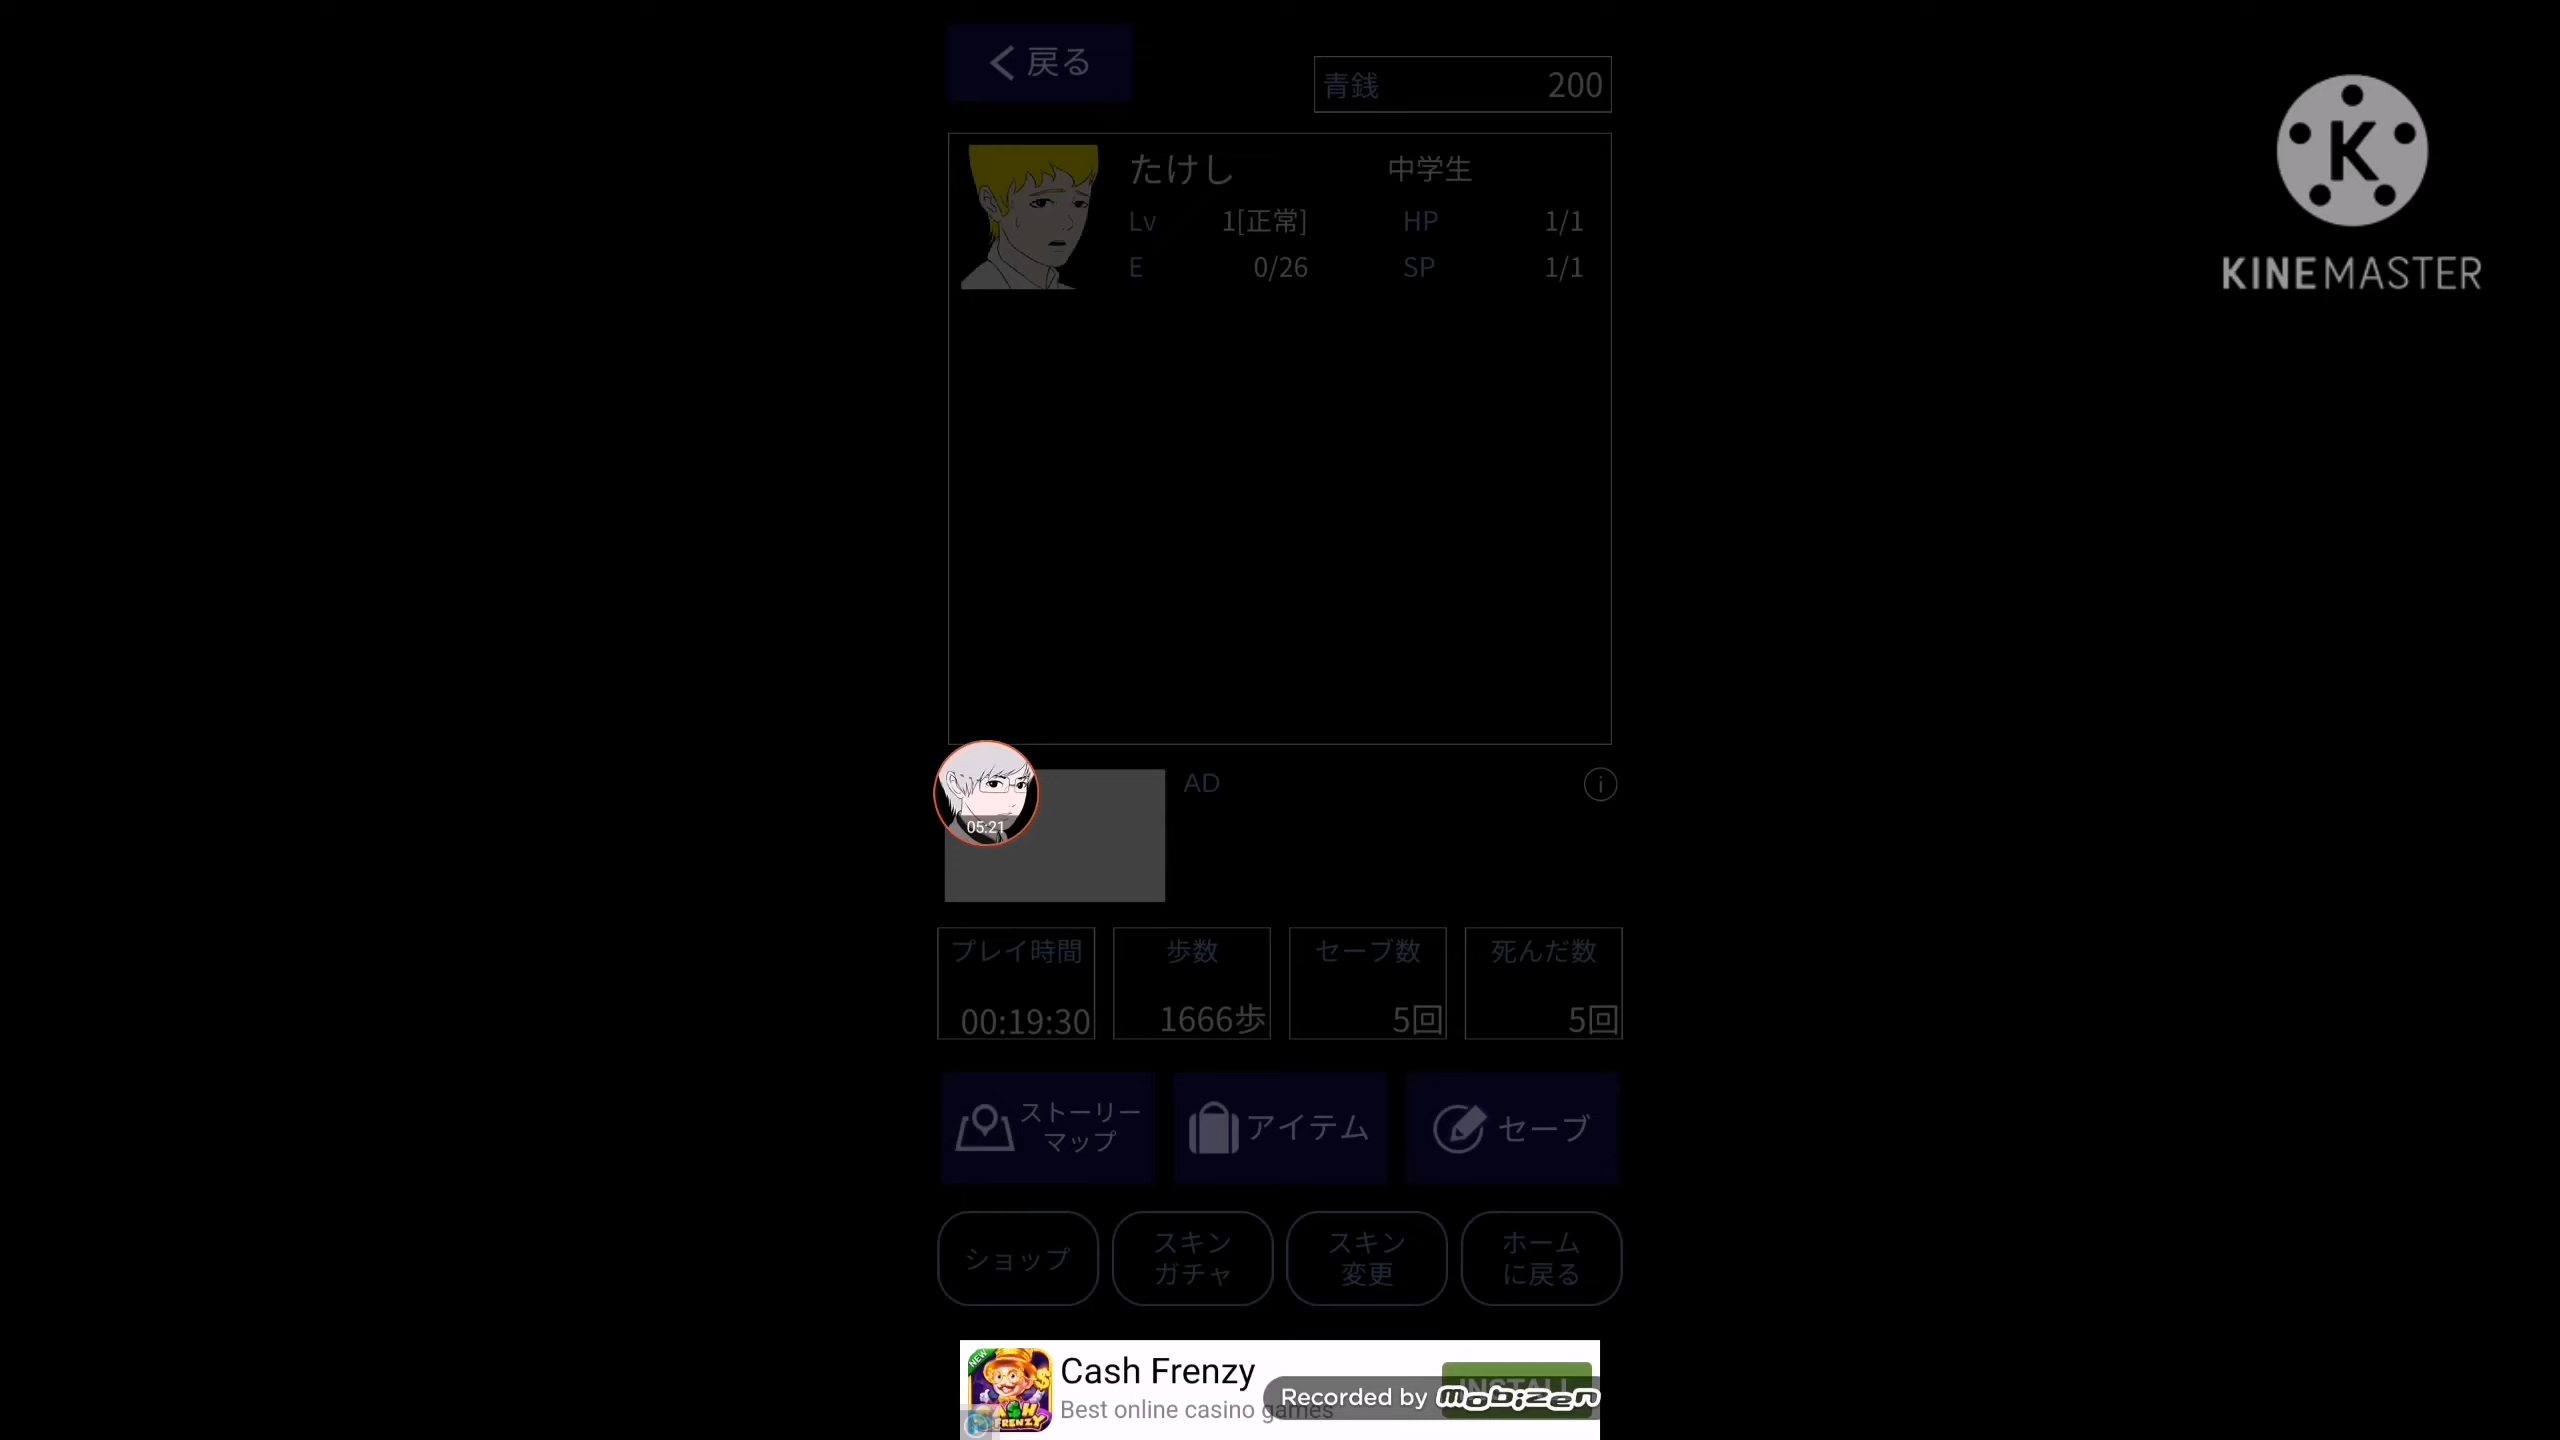 戻る
青銭 200
K
KINEMASTER
たけし 中学生
Lv 1[正常] HP 1/1
E 0/26 SP 1/1
05:21
AD
i
プレイ時間 歩数 セーブ数 死んだ数
00:19:30 1666歩 5回 5回
ストーリー
マップ
アイテム
セーブ
ショップ
スキン
ガチャ
スキン
変更
ホーム
に戻る
NEW
CASH
FRENZY
Cash Frenzy
Best online casino games
INSTALL
Recorded by mobizen